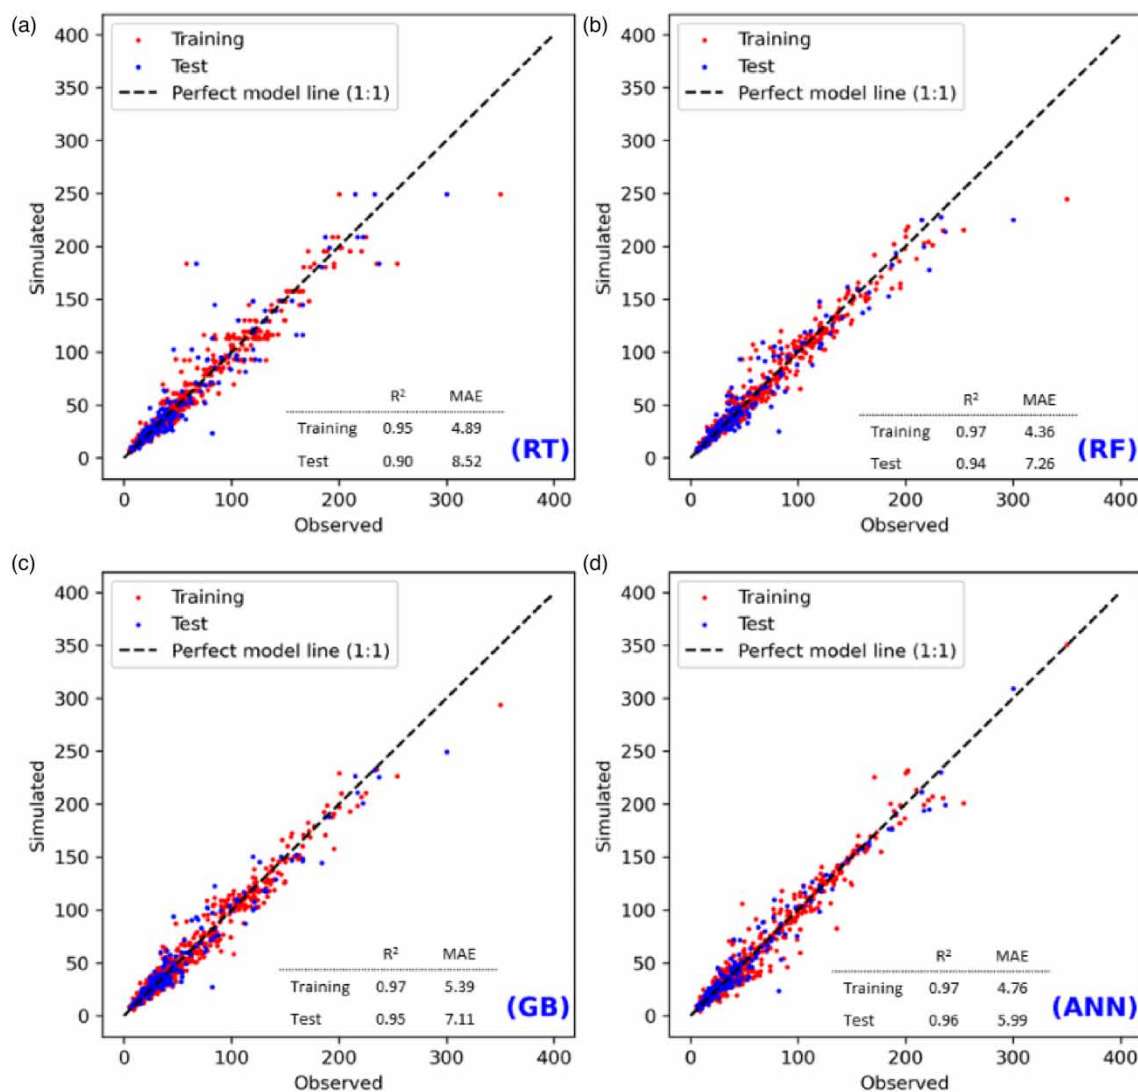 (a)
400
350
300
250
200
150
100
50
0
Simulated
Training
Test
Perfect model line (1:1)
R² MAE
Training 0.95 4.89
Test 0.90 8.52
(RT)
0 100 200 300 400
Observed
(b)
400
350
300
250
200
150
100
50
0
Simulated
Training
Test
Perfect model line (1:1)
R² MAE
Training 0.97 4.36
Test 0.94 7.26
(RF)
0 100 200 300 400
Observed
(c)
400
350
300
250
200
150
100
50
0
Simulated
Training
Test
Perfect model line (1:1)
R² MAE
Training 0.97 5.39
Test 0.95 7.11
(GB)
0 100 200 300 400
Observed
(d)
400
350
300
250
200
150
100
50
0
Simulated
Training
Test
Perfect model line (1:1)
R² MAE
Training 0.97 4.76
Test 0.96 5.99
(ANN)
0 100 200 300 400
Observed